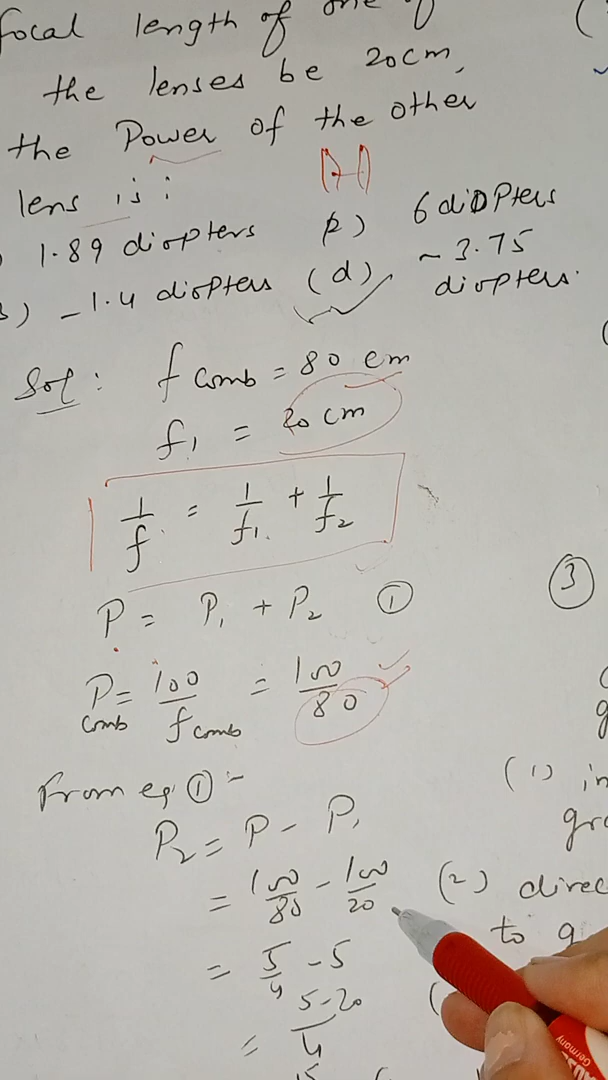 focal length of one of
the lenses be 20cm,
the Power of the other
lens is:
1.89 diopters
) 6 diopters
) -1.4 diopters (d) - 3.75
diopters.
Sol: f comb = 80 cm
f1 = 20 cm
1/f = 1/f1 + 1/f2
P = P1 + P2 ①
Pcomb = 100/fcomb = 100/80
From eq ① :-
P2 = P - P1
= 100/80 - 100/20
= 5/4 - 5
= 5-20/4
③
(1) in
gr
(2) direc
to g
Germany